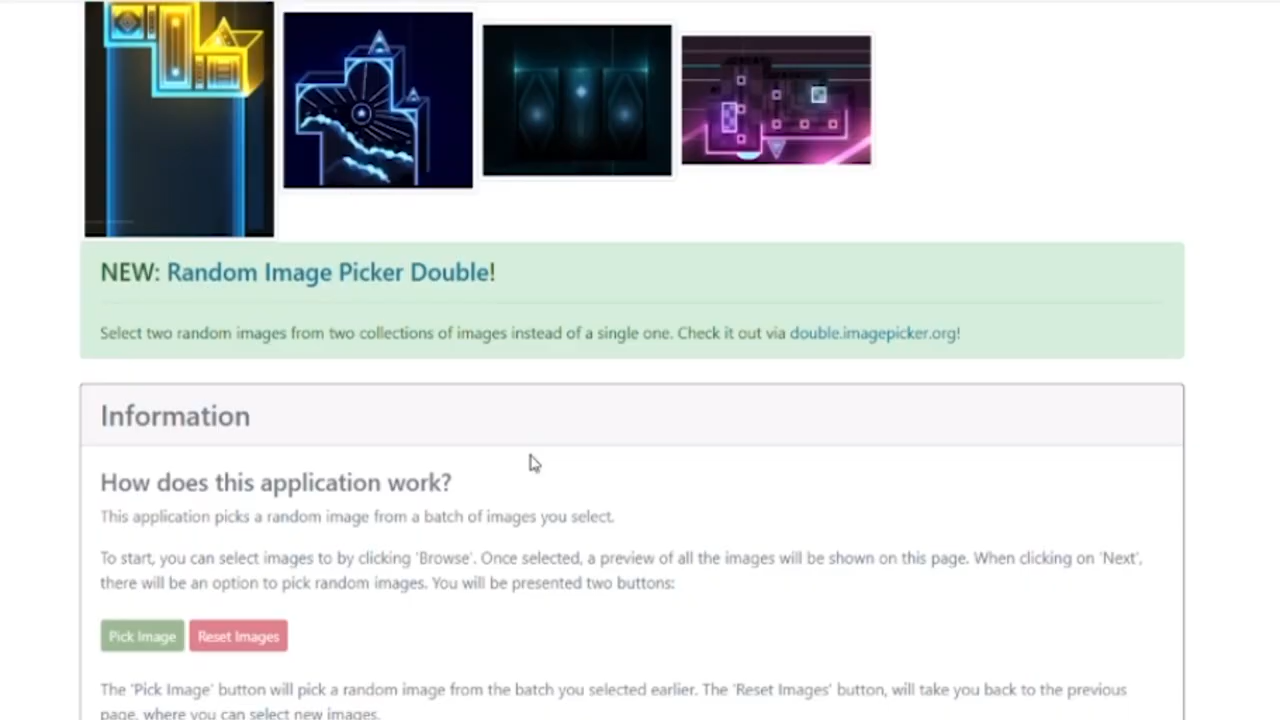 NEW: Random Image Picker Double!
Select two random images from two collections of images instead of a single one. Check it out via double.imagepicker.org!
Information
How does this application work?
This application picks a random image from a batch of images you select.
To start, you can select images to by clicking 'Browse'. Once selected, a preview of all the images will be shown on this page. When clicking on 'Next',
there will be an option to pick random images. You will be presented two buttons:
Pick Image Reset Images
The 'Pick Image' button will pick a random image from the batch you selected earlier. The 'Reset Images' button, will take you back to the previous
page, where you can select new images.